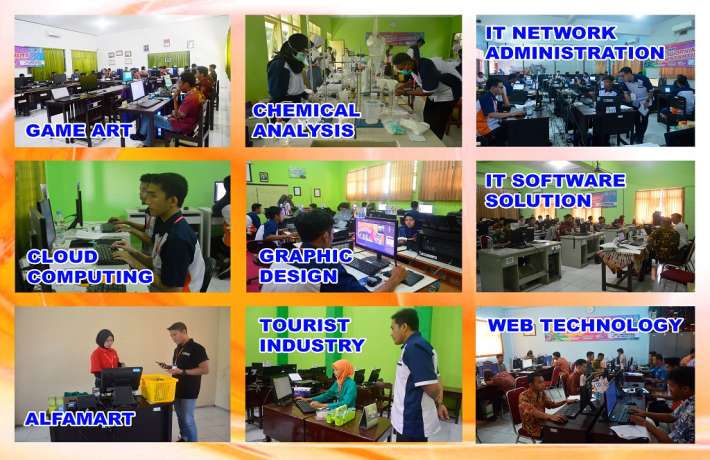 GAME ART
CHEMICAL
ANALYSIS
IT NETWORK
ADMINISTRATION
CLOUD
COMPUTING
GRAPHIC
DESIGN
IT SOFTWARE
SOLUTION
ALFAMART
TOURIST
INDUSTRY
WEB TECHNOLOGY